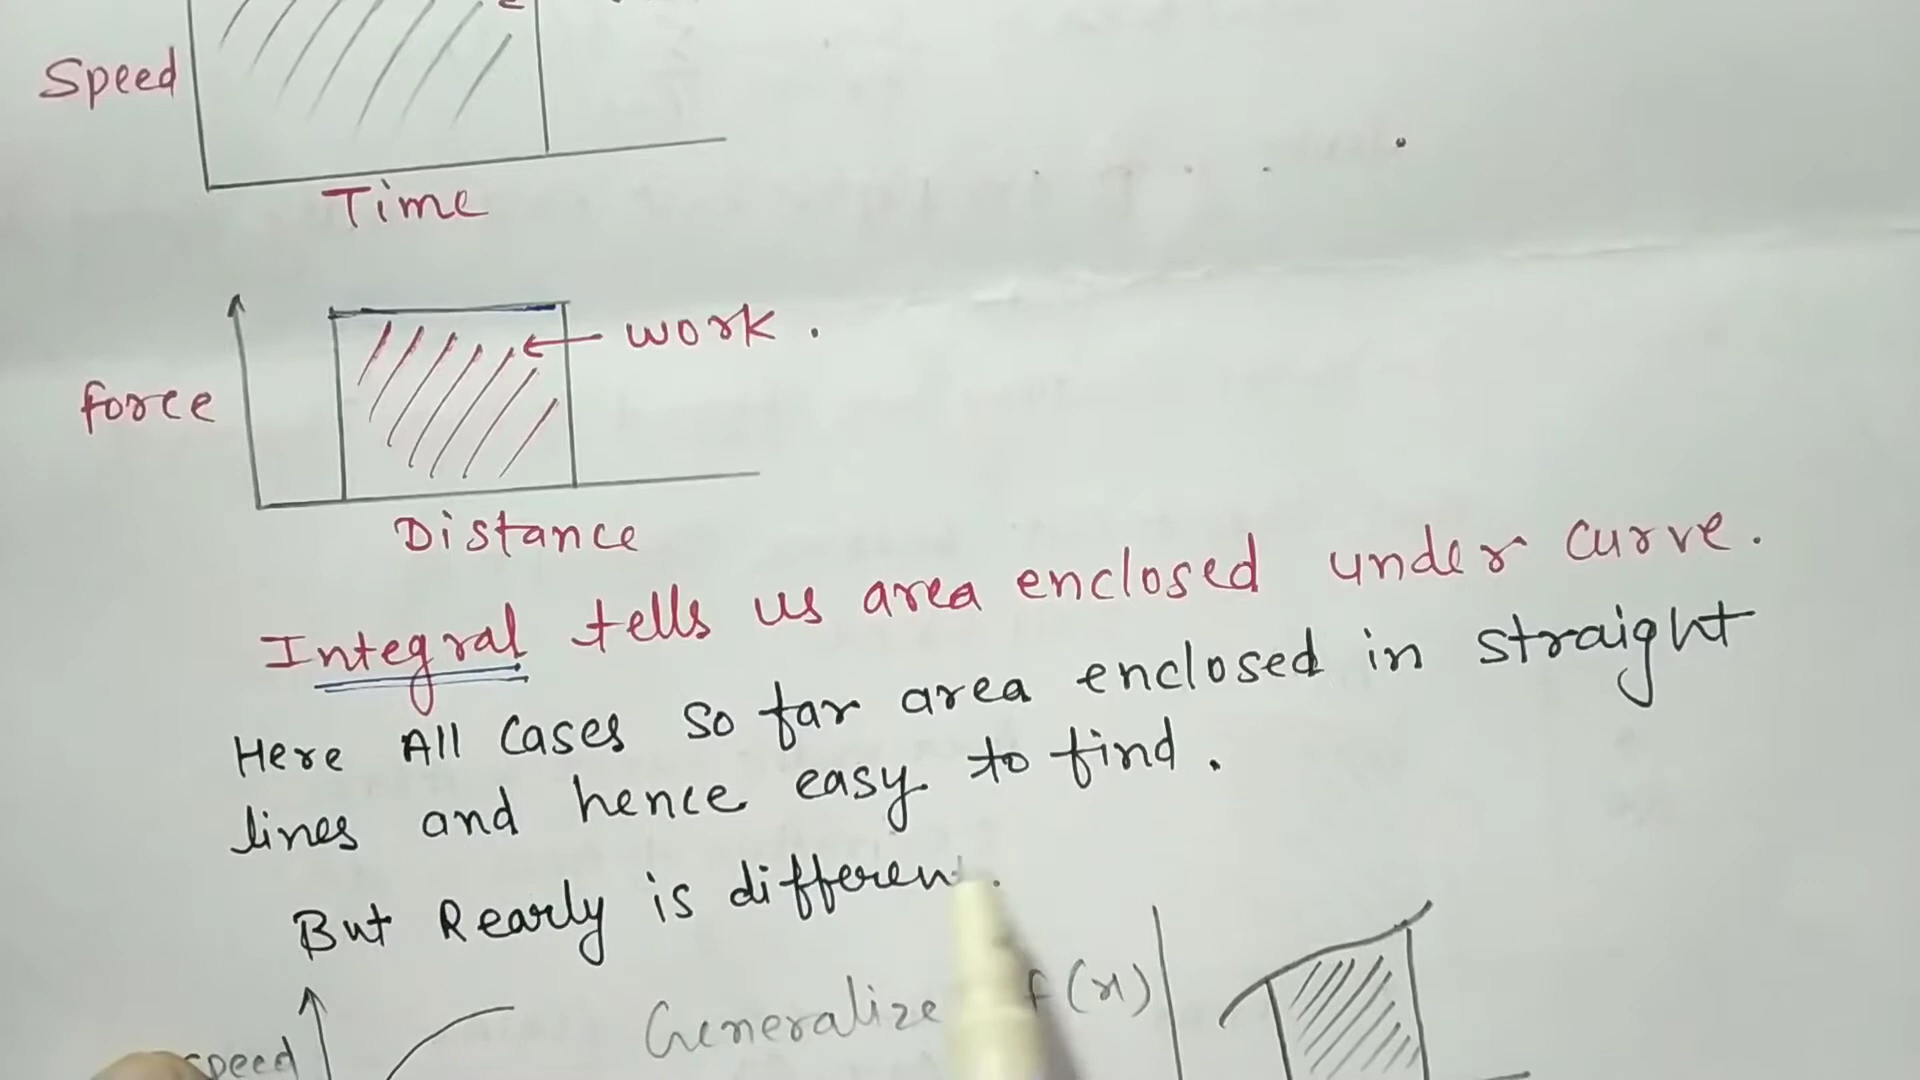 Speed
Time
work.
force
Distance
Integral tells us area enclosed under curve.
Here All Cases so far area enclosed in straight
lines and hence easy to find.
But Rearly is different.
Generalize f(x)
speed